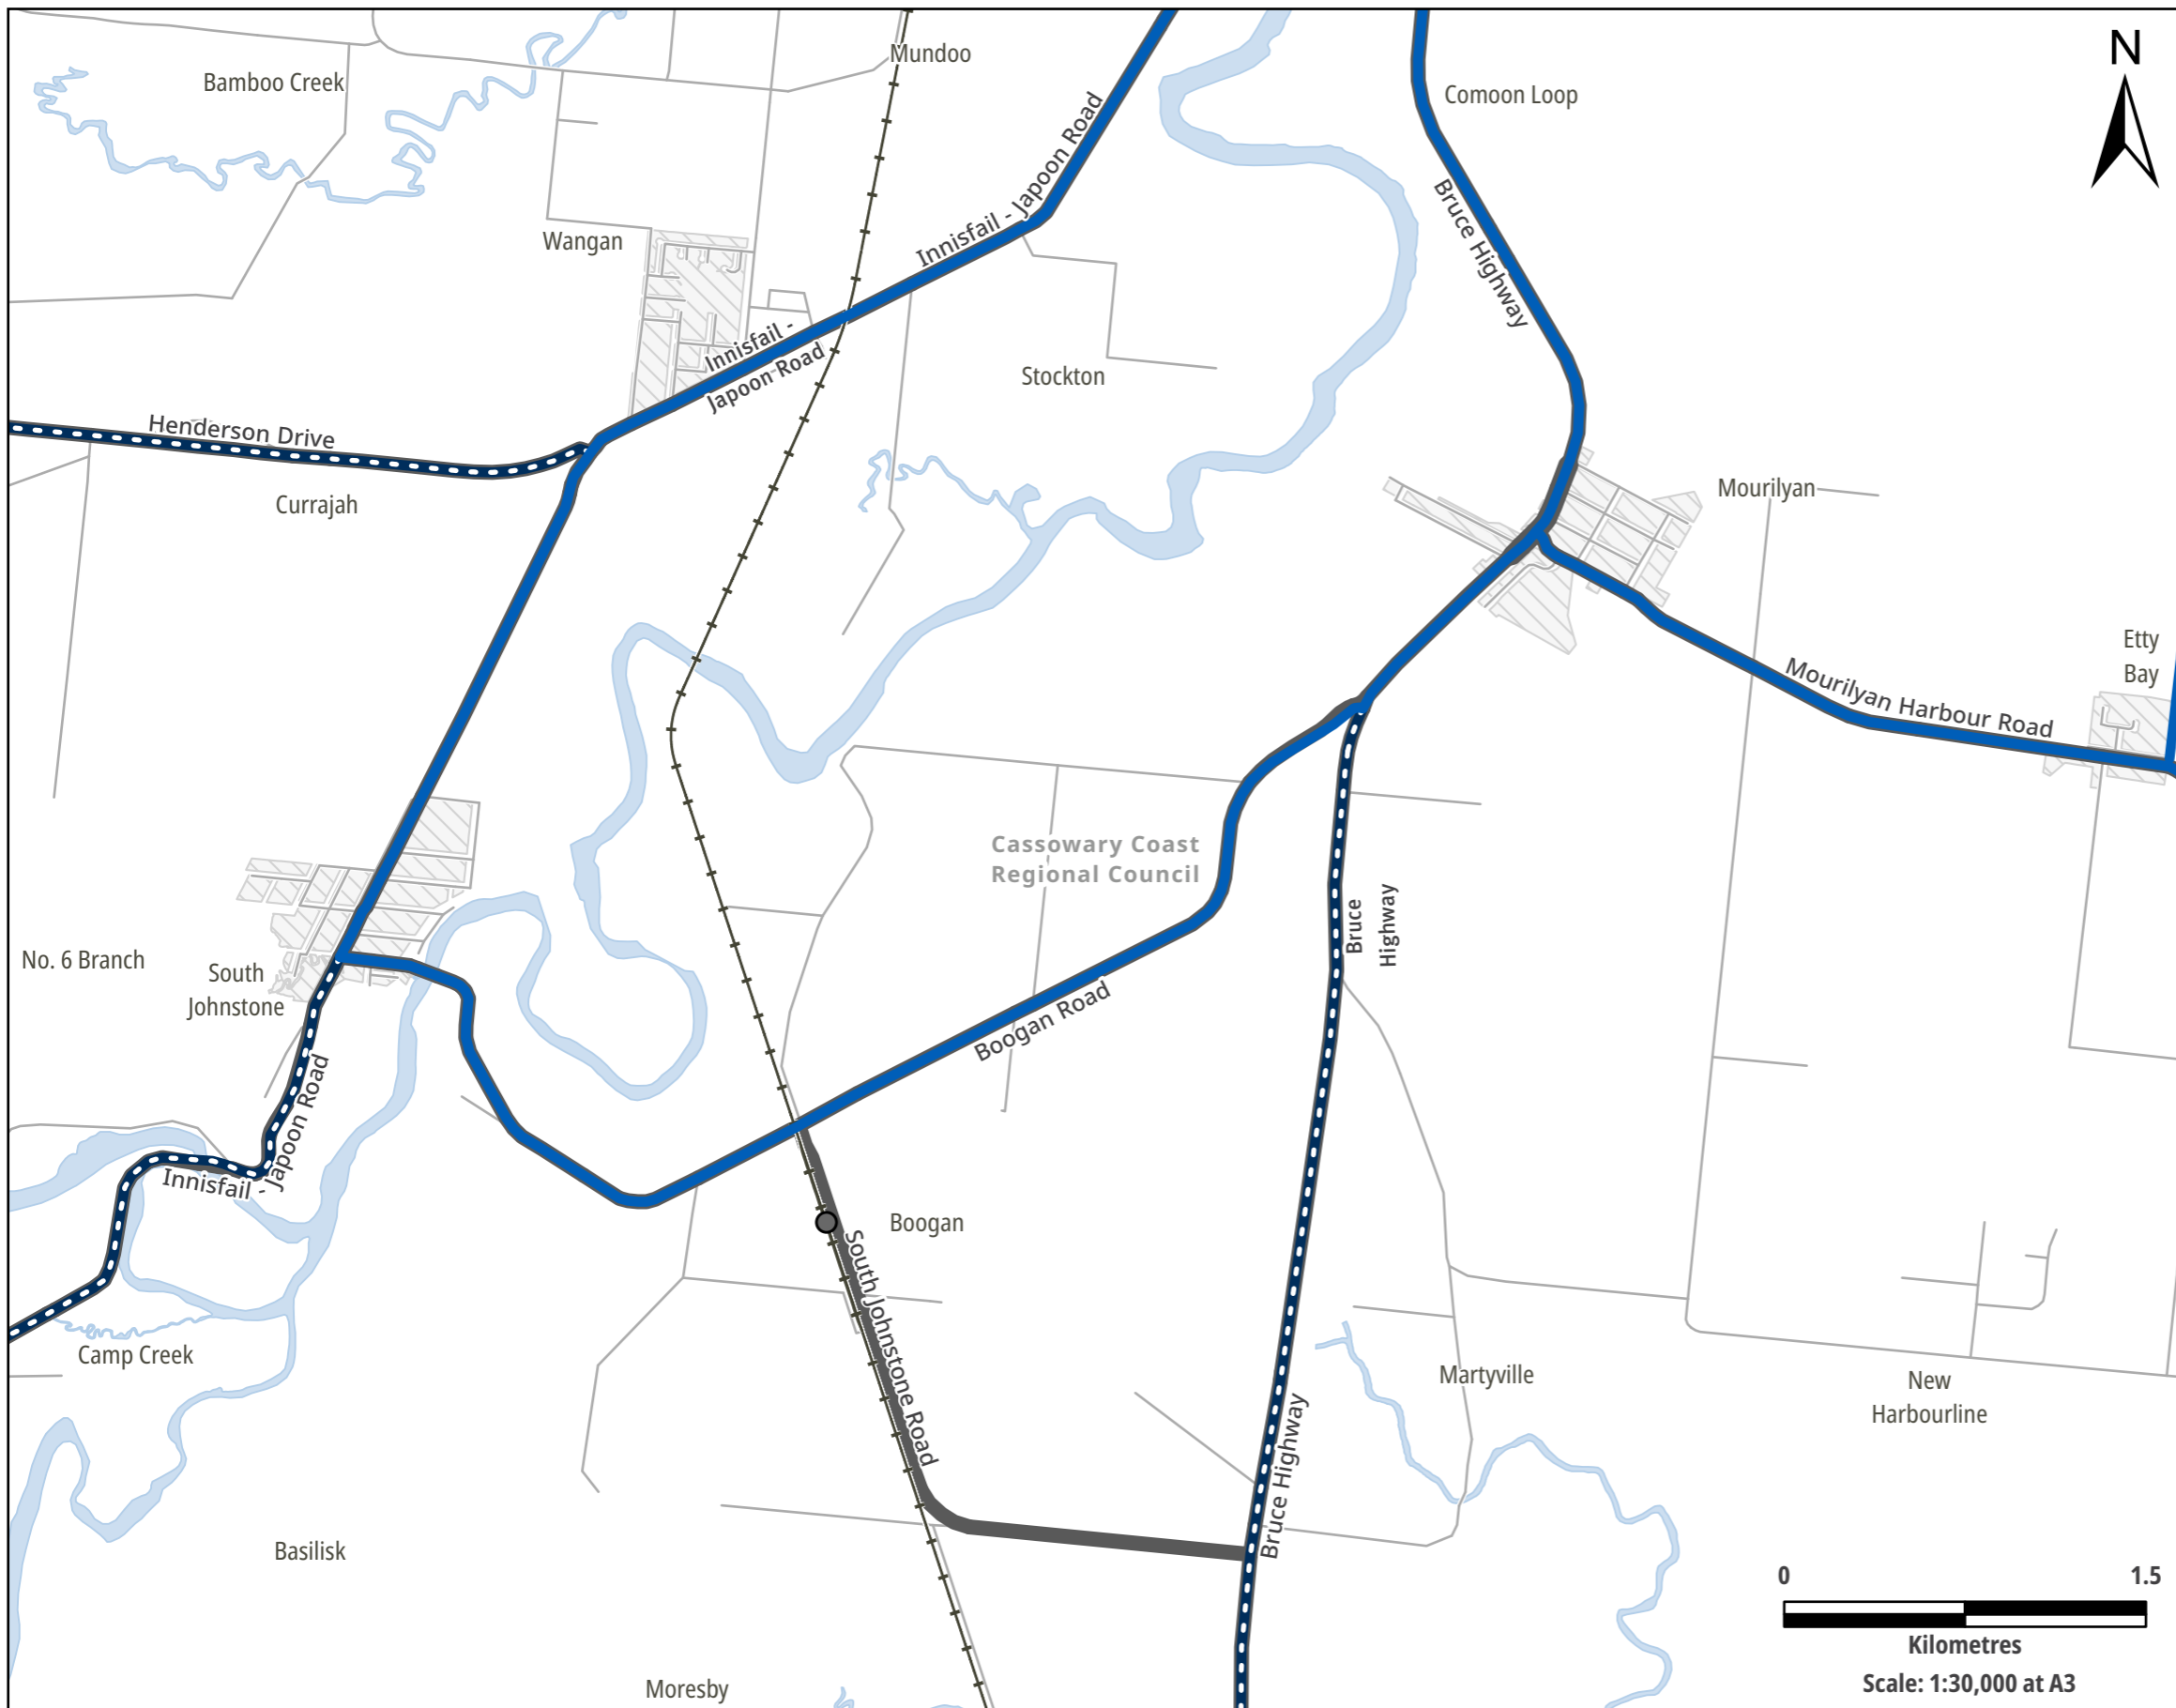 Mundoo
N
Bamboo Creek
Comoon Loop
Innisfail - Japoon Road
Bruce Highway
Wangan
Innisfail -
Japoon Road
Stockton
Henderson Drive
Currajah
Mourilyan
Etty
Bay
Mourilyan Harbour Road
Cassowary Coast
Regional Council
Bruce
Highway
No. 6 Branch
South
Johnstone
Boogan Road
Innisfail - Japoon Road
Boogan
South Johnstone Road
Camp Creek
Martyville
New
Harbourline
Bruce Highway
Basilisk
0 1.5
Kilometres
Scale: 1:30,000 at A3
Moresby